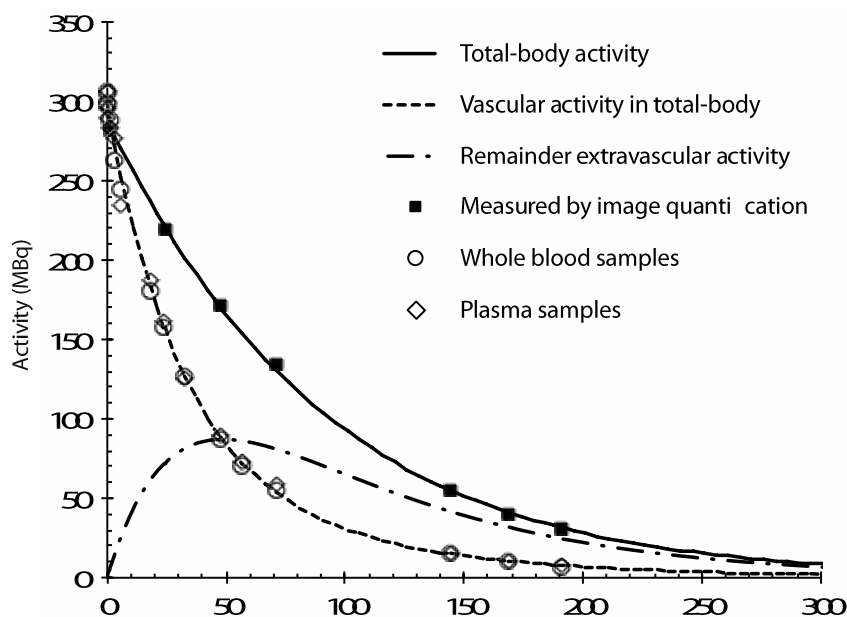 350
300
250
200
150
100
50
0
Activity (MBq)
Total-body activity
Vascular activity in total-body
Remainder extravascular activity
Measured by image quanti cation
Whole blood samples
Plasma samples
0 50 100 150 200 250 300